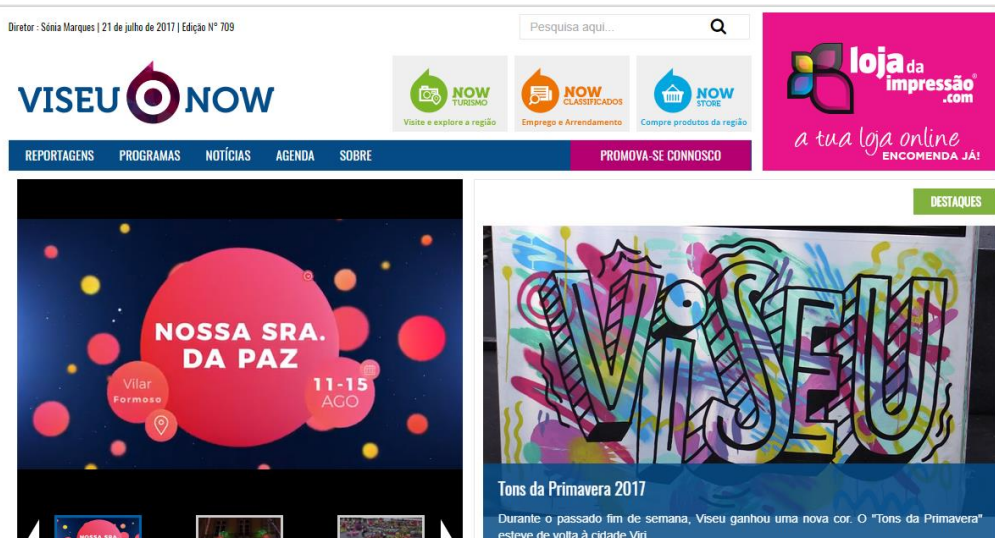 Diretor : Sónia Marques | 21 de julho de 2017 | Edição Nº 709
Pesquisa aqui...
VISEU NOW
NOW
TURISMO
Visite e explore a região
NOW
CLASSIFICADOS
Emprego e Arrendamento
NOW
STORE
Compre produtos da região
loja da
impressão®
.com
a tua loja online
ENCOMENDA JÁ!
REPORTAGENS PROGRAMAS NOTÍCIAS AGENDA SOBRE PROMOVA-SE CONNOSCO
NOSSA SRA.
DA PAZ
Vilar
Formoso
11-15
AGO
NOSSA SRA.
DESTAQUES
VISEU
Tons da Primavera 2017
Durante o passado fim de semana, Viseu ganhou uma nova cor. O "Tons da Primavera"
esteve de volta à cidade Viri